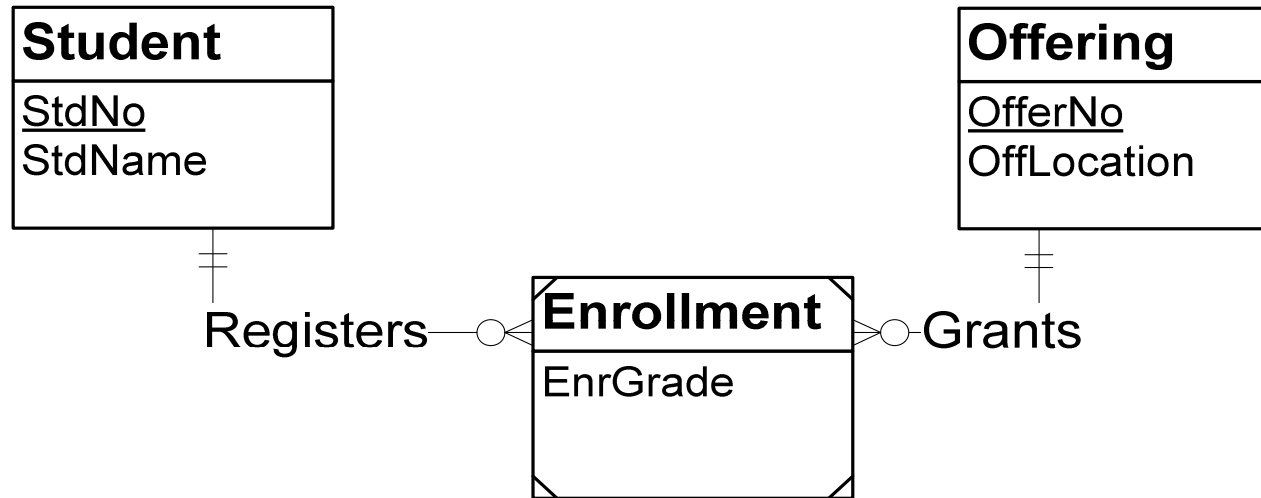 Student
StdNo
StdName
Offering
OfferNo
OffLocation
Registers
Enrollment
EnrGrade
Grants